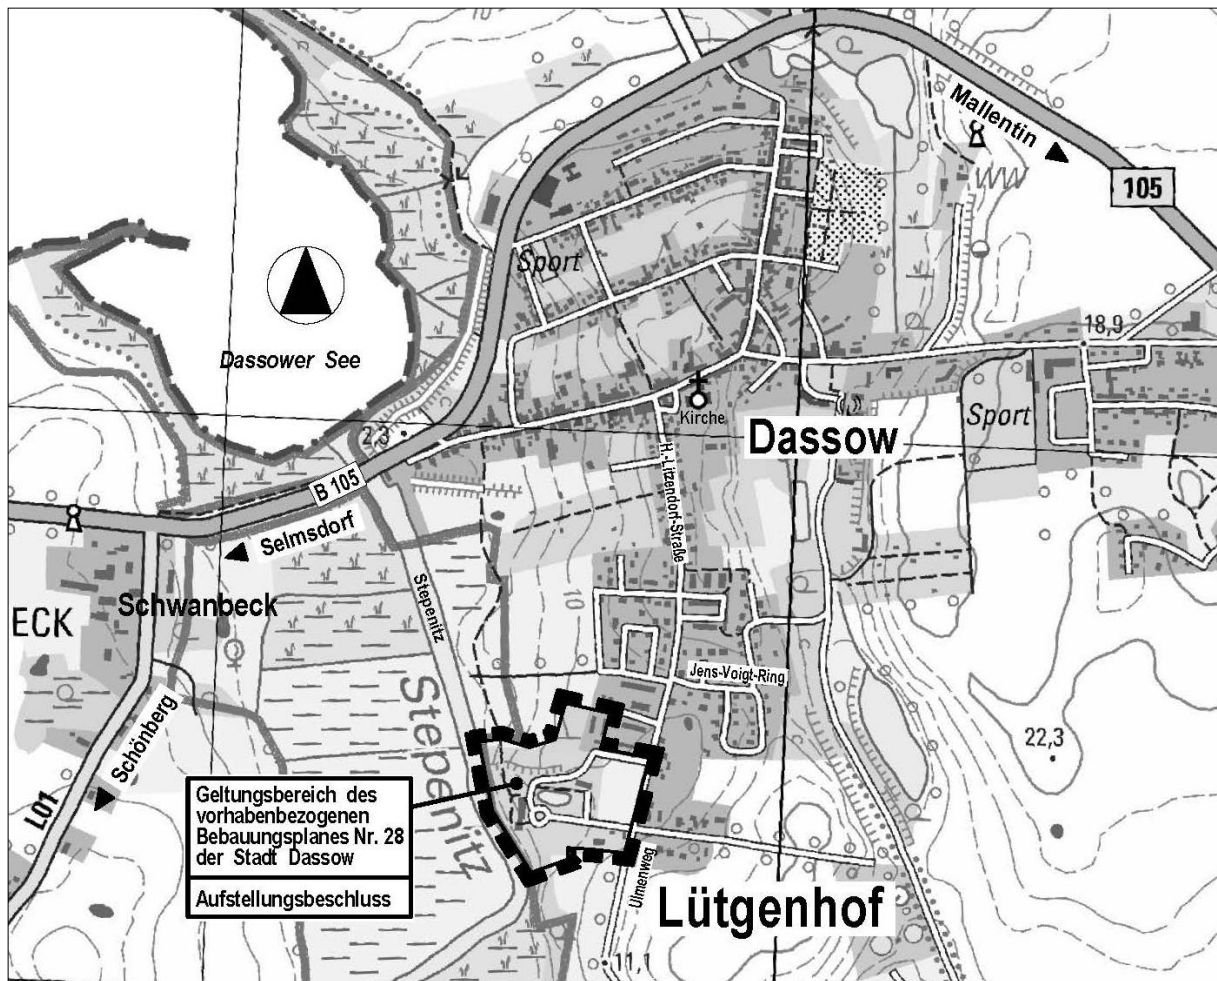 10
Mallentin
WW
105
Sport
18,9
Dassower See
Kirche
Sport
2,3
Dassow
H.-Litzendorf-Straße
B 105
Selmsdorf
Stepenitz
10
Schwanbeck
ECK
Jens-Voigt-Ring
Stepenitz
Schönberg
22,3
L01
Geltungsbereich des
vorhabenbezogenen
Bebauungsplanes Nr. 28
der Stadt Dassow
Aufstellungsbeschluss
Ulmenweg
Lütgenhof
11,1